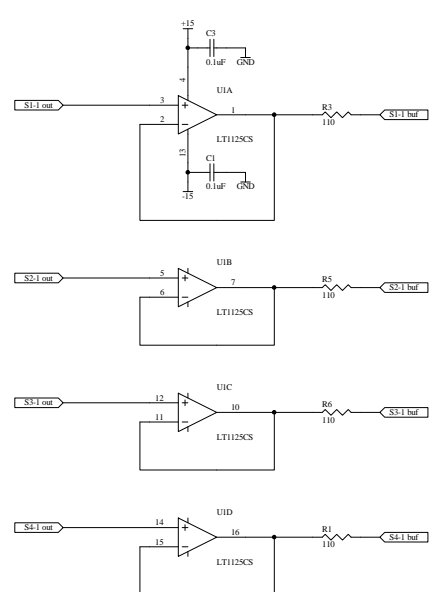 +15
C3
0.1uF
GND
4
U1A
S1-1 out
3
2
1
R3
110
S1-1 buf
LT1125CS
13
C1
0.1uF
GND
-15
U1B
S2-1 out
5
6
7
R5
110
S2-1 buf
LT1125CS
U1C
S3-1 out
12
11
10
R6
110
S3-1 buf
LT1125CS
U1D
S4-1 out
14
15
16
R1
110
S4-1 buf
LT1125CS